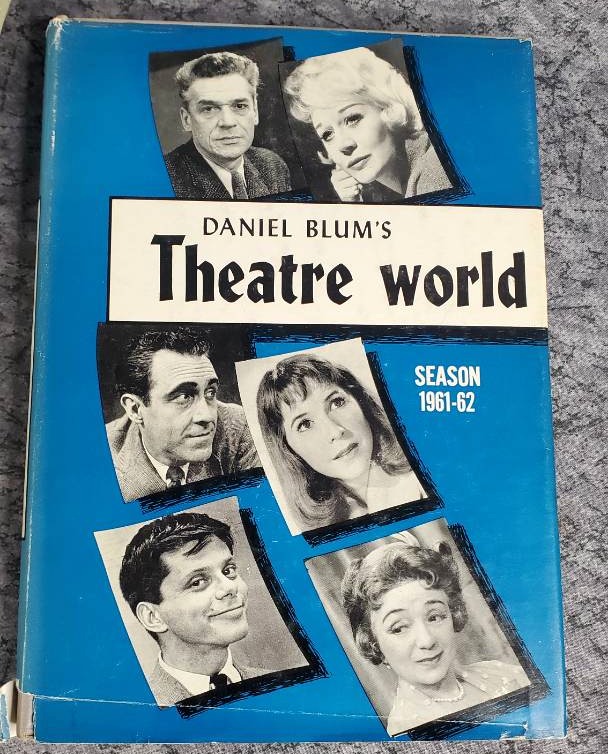 DANIEL BLUM'S
Theatre world
SEASON
1961-62